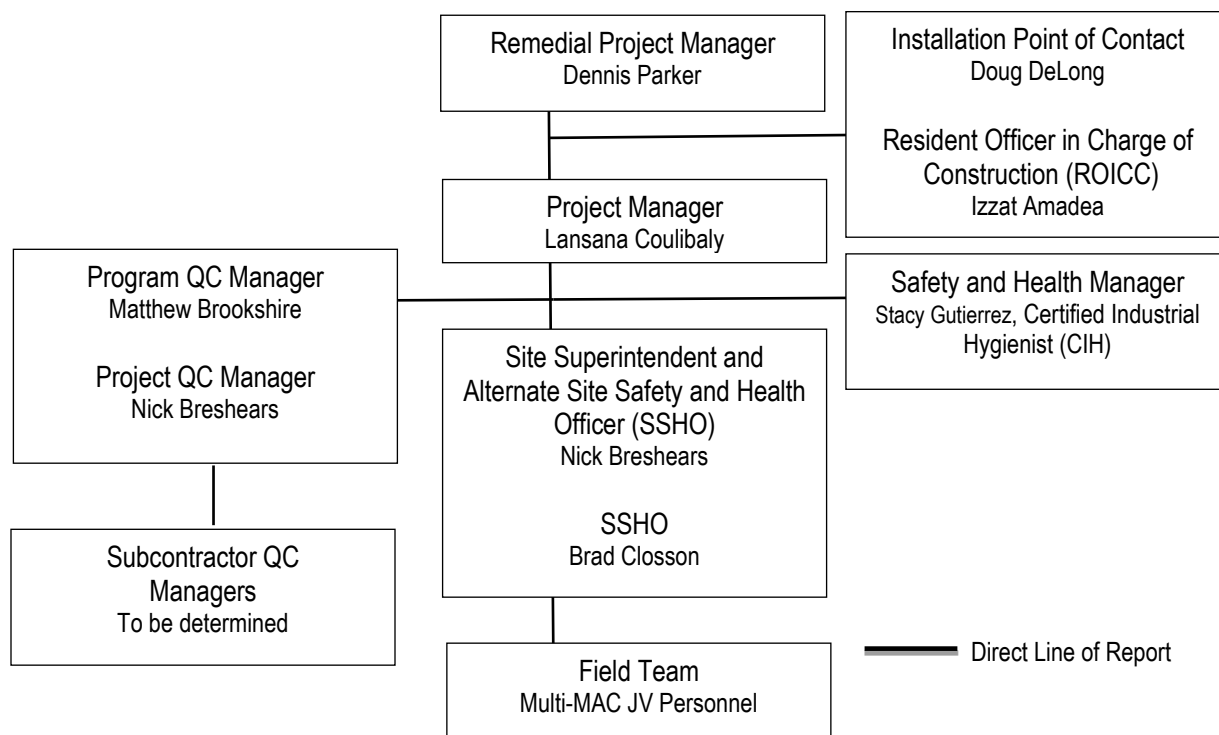 Remedial Project Manager
Dennis Parker
Installation Point of Contact
Doug DeLong
Resident Officer in Charge of
Construction (ROICC)
Izzat Amadea
Project Manager
Lansana Coulibaly
Program QC Manager
Matthew Brookshire
Project QC Manager
Nick Breshears
Safety and Health Manager
Stacy Gutierrez, Certified Industrial
Hygienist (CIH)
Site Superintendent and
Alternate Site Safety and Health
Officer (SSHO)
Nick Breshears
SSHO
Brad Closson
Subcontractor QC
Managers
To be determined
Field Team
Multi-MAC JV Personnel
Direct Line of Report